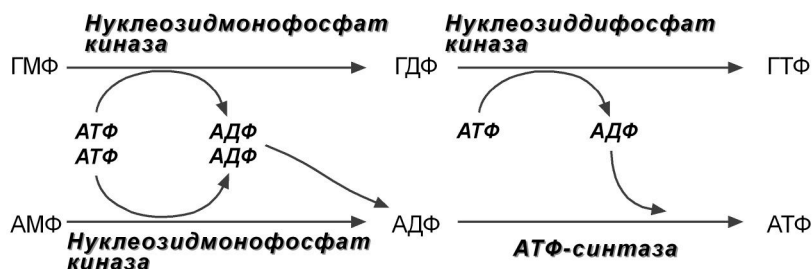 Нуклеозидмонофосфат
киназа
Нуклеозиддифосфат
киназа
ГМФ
ГДФ
ГТФ
АТФ
АДФ
АТФ
АДФ
АТФ
АДФ
АМФ
АДФ
АТФ
Нуклеозидмонофосфат
киназа
АТФ-синтаза